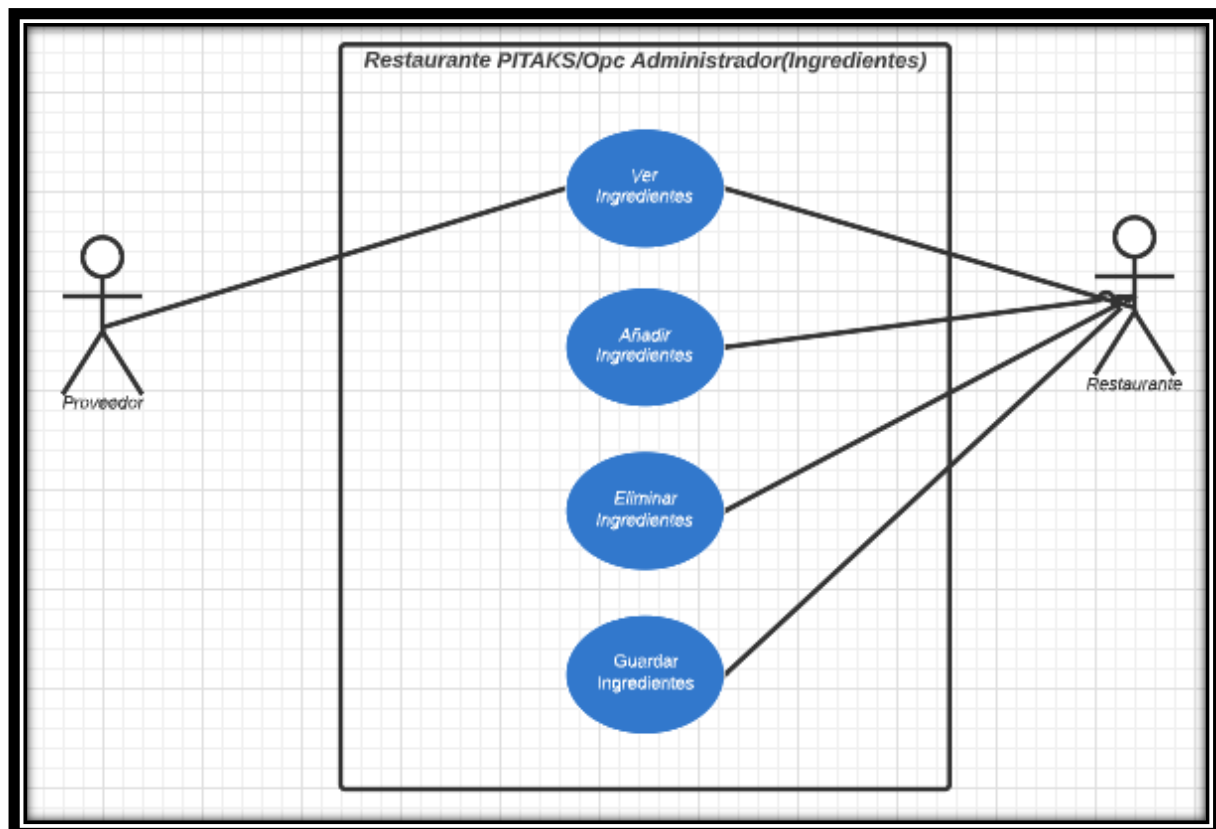 Restaurante PITAKS/Opc Administrador(Ingredientes)
Ver
Ingredientes
Añadir
Ingredientes
Eliminar
Ingredientes
Guardar
Ingredientes
Proveedor
Restaurante